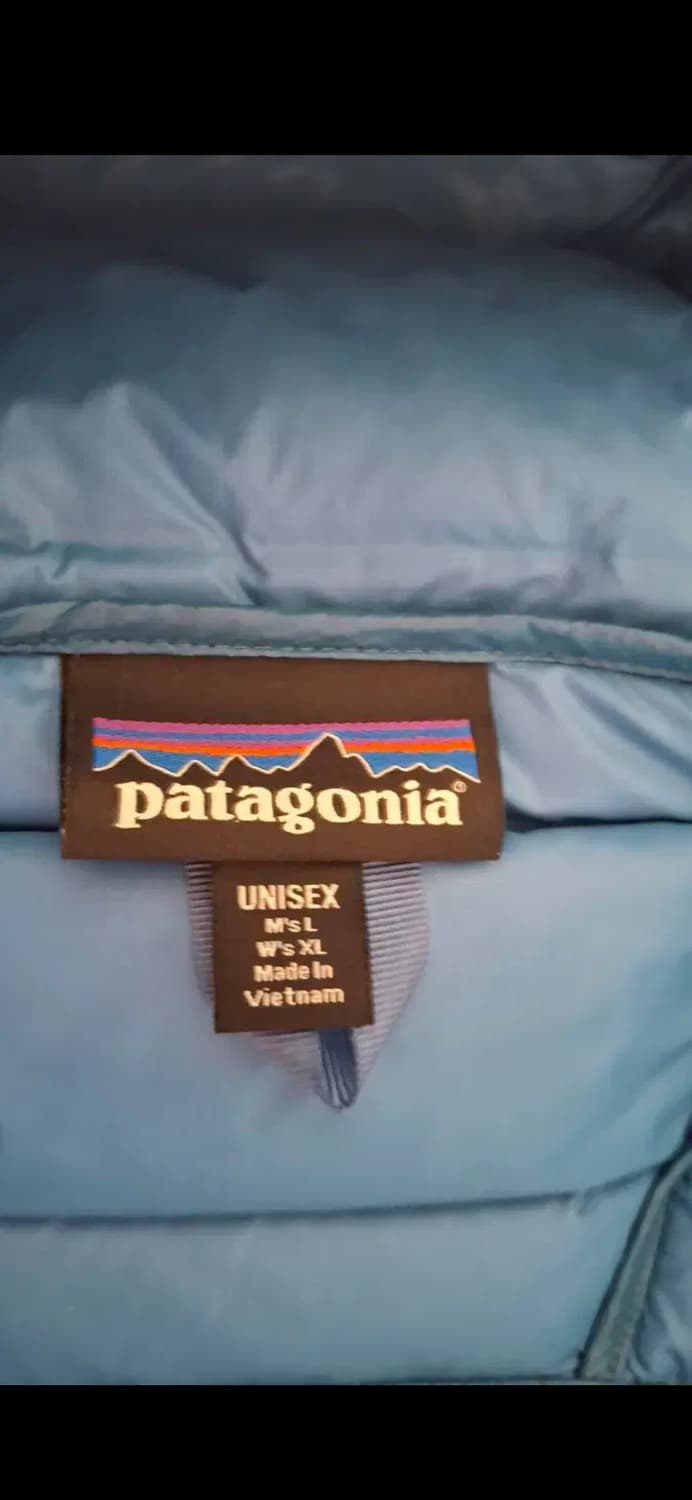 patagonia®
UNISEX
M's L
W's XL
Made In
Vietnam